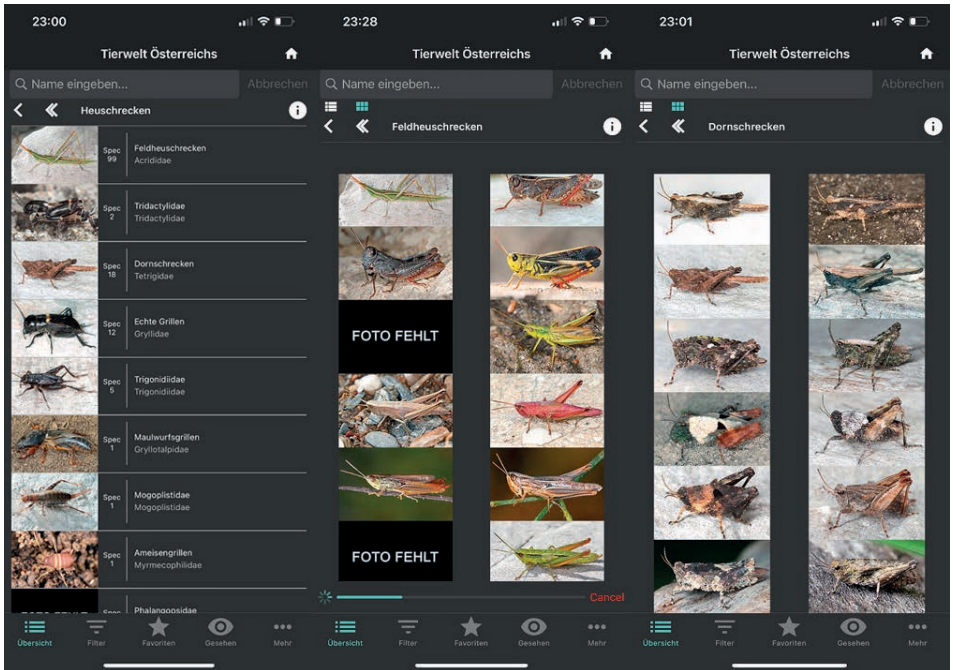 23:00
Tierwelt Österreichs
Name eingeben...
Abbrechen
Heuschrecken
Spec
99
Feldheuschrecken
Acrididae
Spec
2
Tridactylidae
Tridactylidae
Spec
18
Dornschrecken
Tetrigidae
Spec
12
Echte Grillen
Gryllidae
Spec
5
Trigonidiidae
Trigonidiidae
Spec
1
Maulwurfsgrillen
Gryllotalpidae
Spec
1
Mogoplistidae
Mogoplistidae
Spec
1
Ameisengrillen
Myrmecophilidae
FOTO FEHLT
Spec
Phalangopsidae
Übersicht
Filter
Favoriten
Gesehen
Mehr
23:28
Tierwelt Österreichs
Name eingeben...
Abbrechen
Feldheuschrecken
FOTO FEHLT
FOTO FEHLT
Cancel
Übersicht
Filter
Favoriten
Gesehen
Mehr
23:01
Tierwelt Österreichs
Name eingeben...
Abbrechen
Dornschrecken
Übersicht
Filter
Favoriten
Gesehen
Mehr